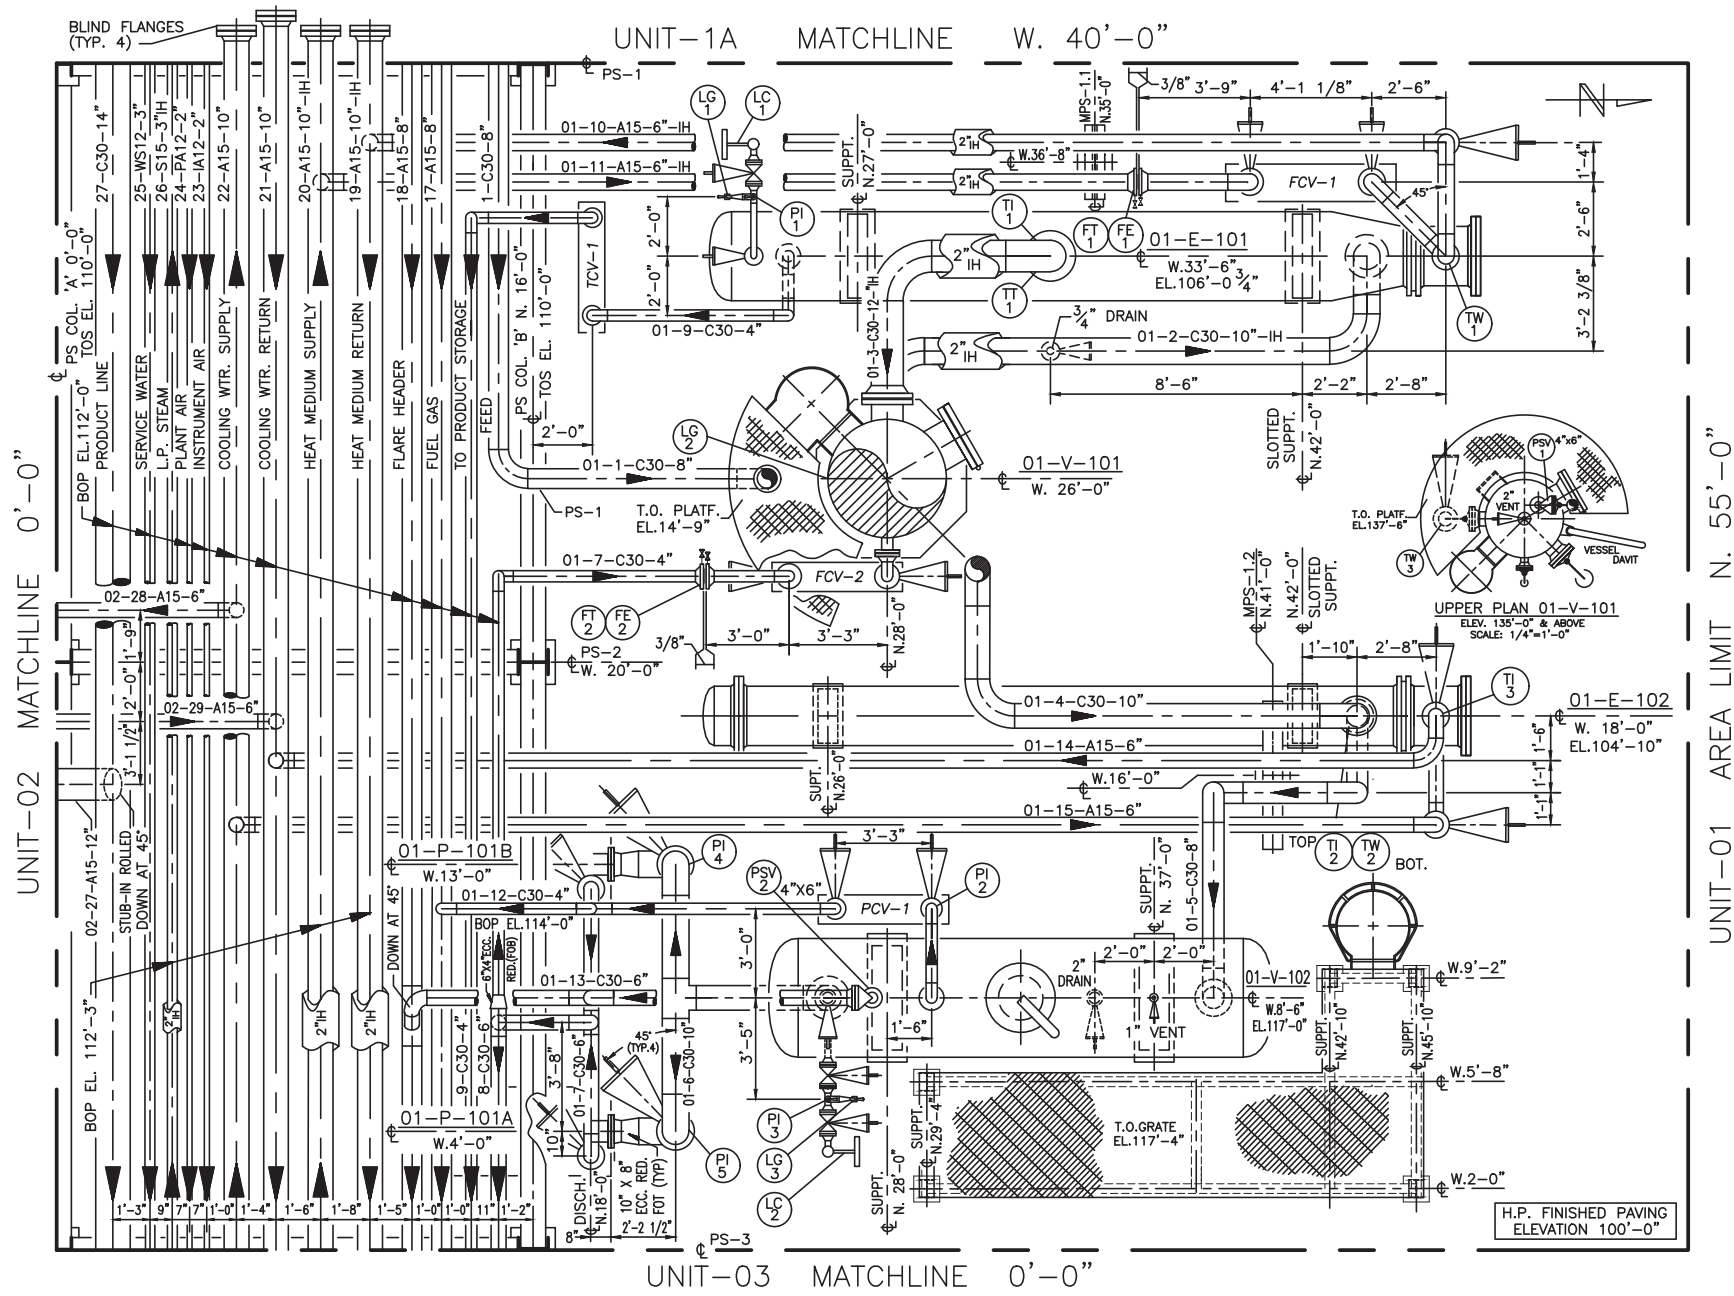 UNIT-1A MATCHLINE W. 40'-0"
BLIND FLANGES
(TYP. 4)
℄ PS-1
27-C30-14"
25-WS12-3"
26-S15-3"IH
24-PA12-2"
23-IA12-2"
22-A15-10"
21-A15-10"
20-A15-10"-IH
19-A15-10"-IH
18-A15-8"
17-A15-8"
1-C30-8"
℄ PS COL. 'A' 0'-0"
TOS EL. 110'-0"
BOP EL.112'-0"
PRODUCT LINE
SERVICE WATER
L.P. STEAM
PLANT AIR
INSTRUMENT AIR
COOLING WTR. SUPPLY
COOLING WTR. RETURN
HEAT MEDIUM SUPPLY
HEAT MEDIUM RETURN
FLARE HEADER
FUEL GAS
TO PRODUCT STORAGE
FEED
PS COL. 'B' N. 16'-0"
TOS EL. 110'-0"
UNIT-02 MATCHLINE 0'-0"
01-10-A15-6"-IH
01-11-A15-6"-IH
LG
1
LC
1
PI
1
2'-0"
2'-0"
TCV-1
01-9-C30-4"
SUPPT.
N.27'-0"
2"IH
2"IH
MPS-1.1
N.35'-0"
W.36'-8"
3/8"
3'-9"
4'-1 1/8"
2'-6"
FCV-1
45°
1'-4"
2'-6"
3'-2 3/8"
N
TI
1
TT
1
FT
1
FE
1
01-E-101
W.33'-6"
EL.106'-0 3/4"
TW
1
2"IH
01-3-C30-12-"IH
2"IH
3/4" DRAIN
01-2-C30-10"-IH
8'-6"
2'-2"
2'-8"
2'-0"
LG
2
01-1-C30-8"
PS-1
T.O. PLATF.
EL.14'-9"
01-V-101
W. 26'-0"
SLOTTED
SUPPT.
N.42'-0"
PSV
1
4"x6"
2"
VENT
T.O. PLATF.
EL.137'-6"
TW
3
VESSEL
DAVIT
UPPER PLAN 01-V-101
ELEV. 135'-0" & ABOVE
SCALE: 1/4"=1'-0"
UNIT-01 AREA LIMIT N. 55'-0"
01-7-C30-4"
FCV-2
FT
2
FE
2
3/8"
3'-0"
3'-3"
N.28'-0"
MPS-1.2
N.41'-0"
N.42'-0"
SLOTTED
SUPPT.
1'-10"
2'-8"
02-28-A15-6"
1'-9"
2'-0"
02-29-A15-6"
3'-1 1/2"
PS-2
℄ W. 20'-0"
01-4-C30-10"
TI
3
01-E-102
W. 18'-0"
EL.104'-10"
1'-6"
1'-1"
1'-1"
01-14-A15-6"
SUPT.
N.26'-0"
W.16'-0"
01-15-A15-6"
02-27-A15-12"
STUB-IN ROLLED
DOWN AT 45°
01-P-101B
W.13'-0"
PI
4
3'-3"
TOP
TI
2
TW
2
BOT.
PSV
2
4"X6"
PI
2
PCV-1
SUPPT.
N. 37'-0"
01-5-C30-8"
DOWN AT 45°
01-12-C30-4"
BOP EL.114'-0"
6"X4"ECC.
RED.(FOB)
01-13-C30-6"
3'-0"
3'-5"
1'-6"
2"
DRAIN
2'-0"
2'-0"
1" VENT
01-V-102
W.8'-6"
EL.117'-0"
W.9'-2"
SUPPT.
N.42'-10"
SUPPT.
N.45'-10"
BOP EL. 112'-3"
2"IH
2"IH
2"IH
9-C30-4"
8-C30-6"
3'-8"
01-7-C30-6"
45°
(TYP.4)
01-6-C30-10"
01-P-101A
W.4'-0"
10"
PI
5
PI
3
LG
3
LC
2
W.5'-8"
SUPPT.
N.29'-4"
T.O.GRATE
EL.117'-4"
W.2-0"
1'-3"
9"
7"
7"
1'-0"
1'-4"
1'-6"
1'-8"
1'-5"
1'-0"
1'-0"
11"
1'-2"
8"
DISCH.
N.18'-0"
10" X 8"
ECC. RED.
FOT (TYP)
2'-2 1/2"
SUPPT.
N. 28'-0"
H.P. FINISHED PAVING
ELEVATION 100'-0"
℄ PS-3
UNIT-03 MATCHLINE 0'-0"